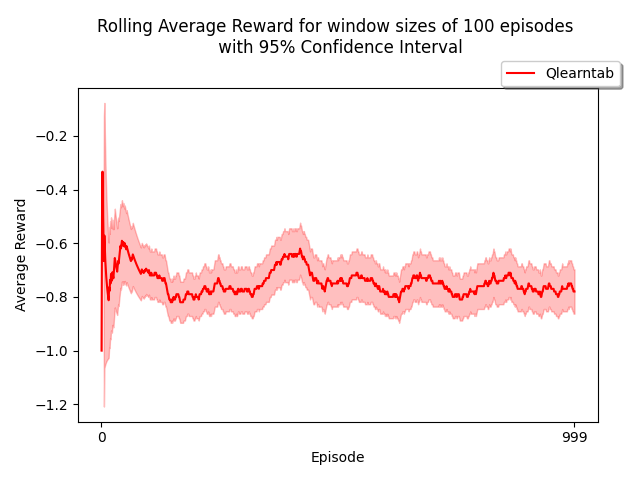 Rolling Average Reward for window sizes of 100 episodes
with 95% Confidence Interval
Qlearntab
Average Reward
−0.2
−0.4
−0.6
−0.8
−1.0
−1.2
0
999
Episode